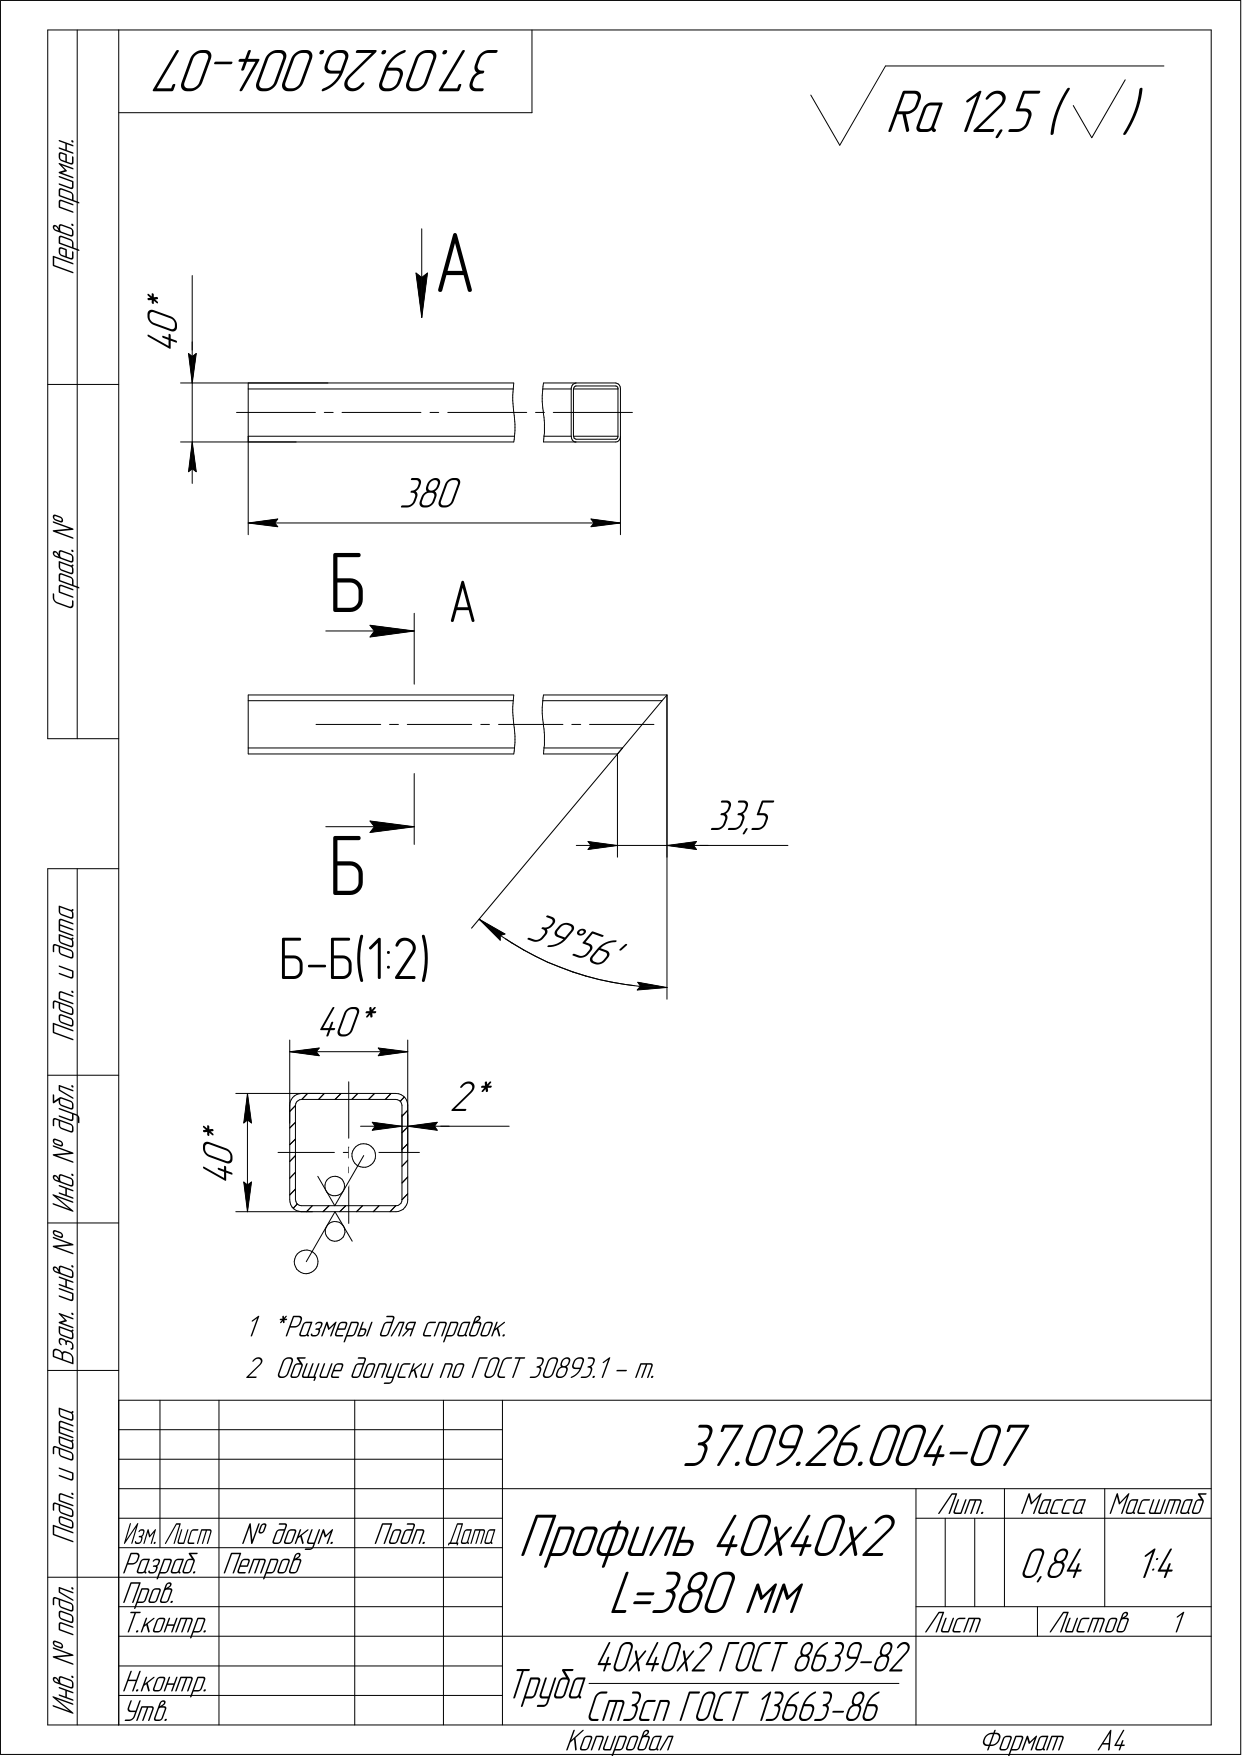 37.09.26.004-07
Ra 12,5 (√)
Перв. примен.
Справ. №
Подп. и дата
Инв. № дубл.
Взам. инв. №
Подп. и дата
Инв. № подл.
А
40*
380
Б
А
Б
33,5
39°56'
Б-Б(1:2)
40*
2*
40*
1 *Размеры для справок.
2 Общие допуски по ГОСТ 30893.1 - m.
37.09.26.004-07
Лит. Масса Масштаб
Изм. Лист № докум. Подп. Дата
Разраб. Петров
Пров.
Т.контр.
Н.контр.
Утв.
Профиль 40х40х2
L=380 мм
0,84 1:4
Лист Листов 1
Труба 40х40х2 ГОСТ 8639-82
Ст3сп ГОСТ 13663-86
Копировал Формат А4